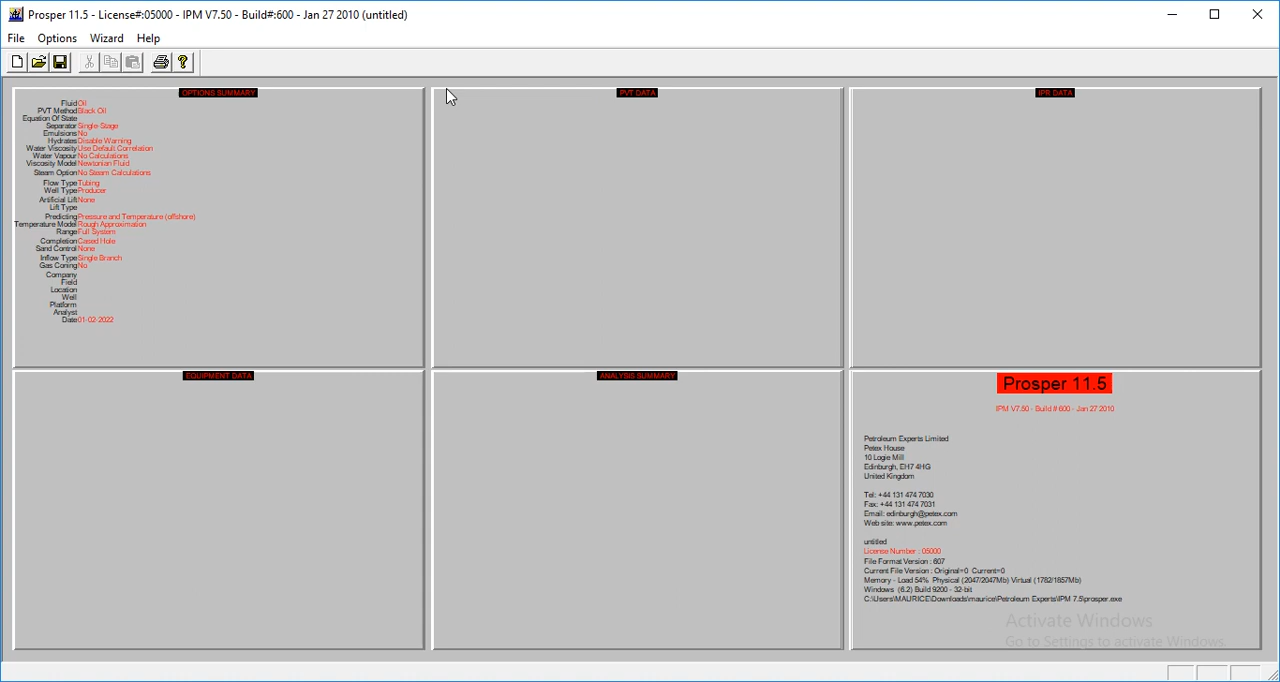 Prosper 11.5 - License#:05000 - IPM V7.50 - Build#:600 - Jan 27 2010 (untitled)
File Options Wizard Help
OPTIONS SUMMARY
Fluid Oil
PVT Method Black Oil
Equation Of State
Separator Single-Stage
Emulsions No
Hydrates Disable Warning
Water Viscosity Use Default Correlation
Water Vapour No Calculations
Viscosity Model Newtonian Fluid
Steam Option No Steam Calculations
Flow Type Tubing
Well Type Producer
Artificial Lift None
Lift Type
Predicting Pressure and Temperature (offshore)
Temperature Model Rough Approximation
Range Full System
Completion Cased Hole
Sand Control None
Inflow Type Single Branch
Gas Coning No
Company
Field
Location
Well
Platform
Analyst
Date 01-02-2022
PVT DATA
IPR DATA
EQUIPMENT DATA
ANALYSIS SUMMARY
Prosper 11.5
IPM V7.50 - Build # 600 - Jan 27 2010
Petroleum Experts Limited
Petex House
10 Logie Mill
Edinburgh, EH7 4HG
United Kingdom
Tel: +44 131 474 7030
Fax: +44 131 474 7031
Email: edinburgh@petex.com
Web site: www.petex.com
untitled
License Number : 05000
File Format Version : 607
Current File Version : Original=0 Current=0
Memory - Load 54% Physical (2047/2047Mb) Virtual (1782/1857Mb)
Windows (6.2) Build 9200 - 32-bit
C:\Users\MAURICE\Downloads\maurice\Petroleum Experts\IPM 7.5\prosper.exe
Activate Windows
Go to Settings to activate Windows.